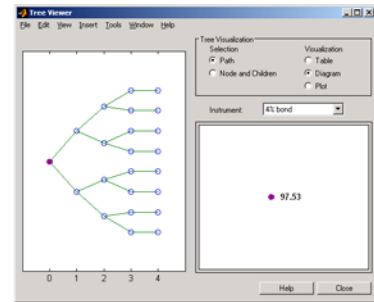 Tree Viewer
File Edit View Insert Tools Window Help
Tree Visualization
Selection
Path
Node and Children
Visualization
Table
Diagram
Plot
Instrument:
4% bond
97.53
0 1 2 3 4
Help Close